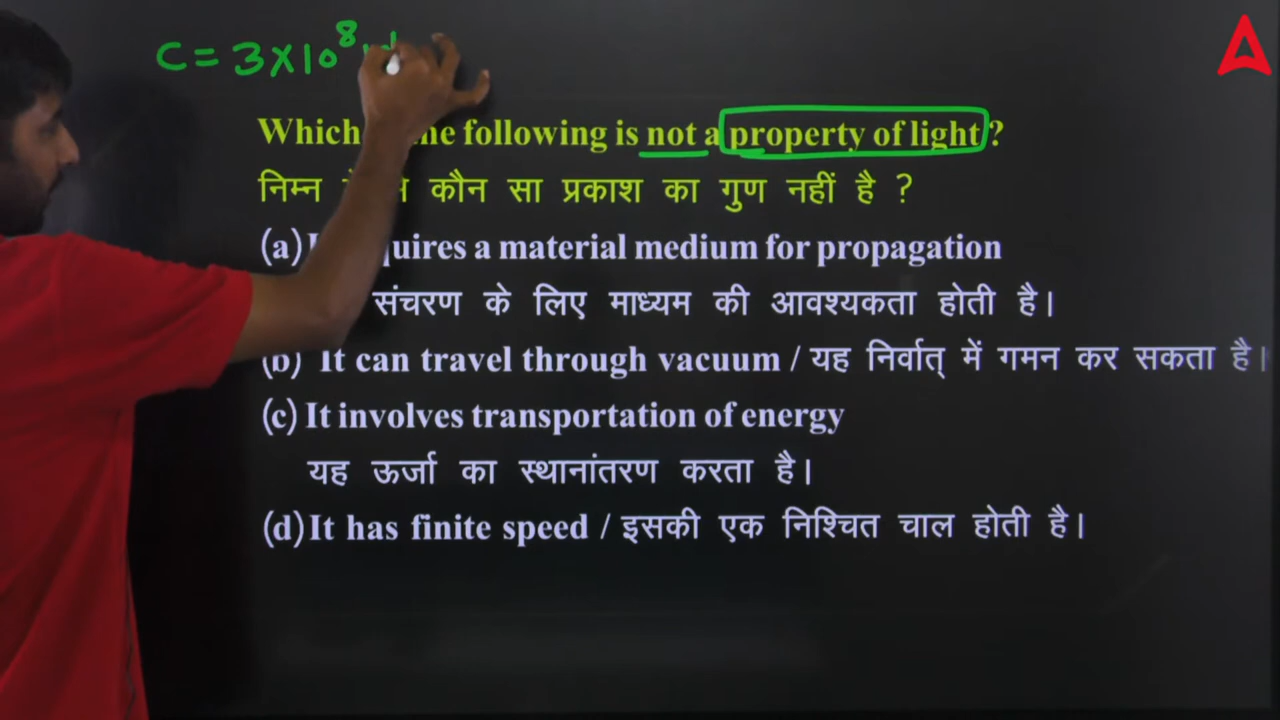 C = 3×10⁸
Which the following is not a property of light ?
निम्न कौन सा प्रकाश का गुण नहीं है ?
(a) quires a material medium for propagation
संचरण के लिए माध्यम की आवश्यकता होती है।
(b) It can travel through vacuum / यह निर्वात् में गमन कर सकता है।
(c) It involves transportation of energy
यह ऊर्जा का स्थानांतरण करता है।
(d) It has finite speed / इसकी एक निश्चित चाल होती है।